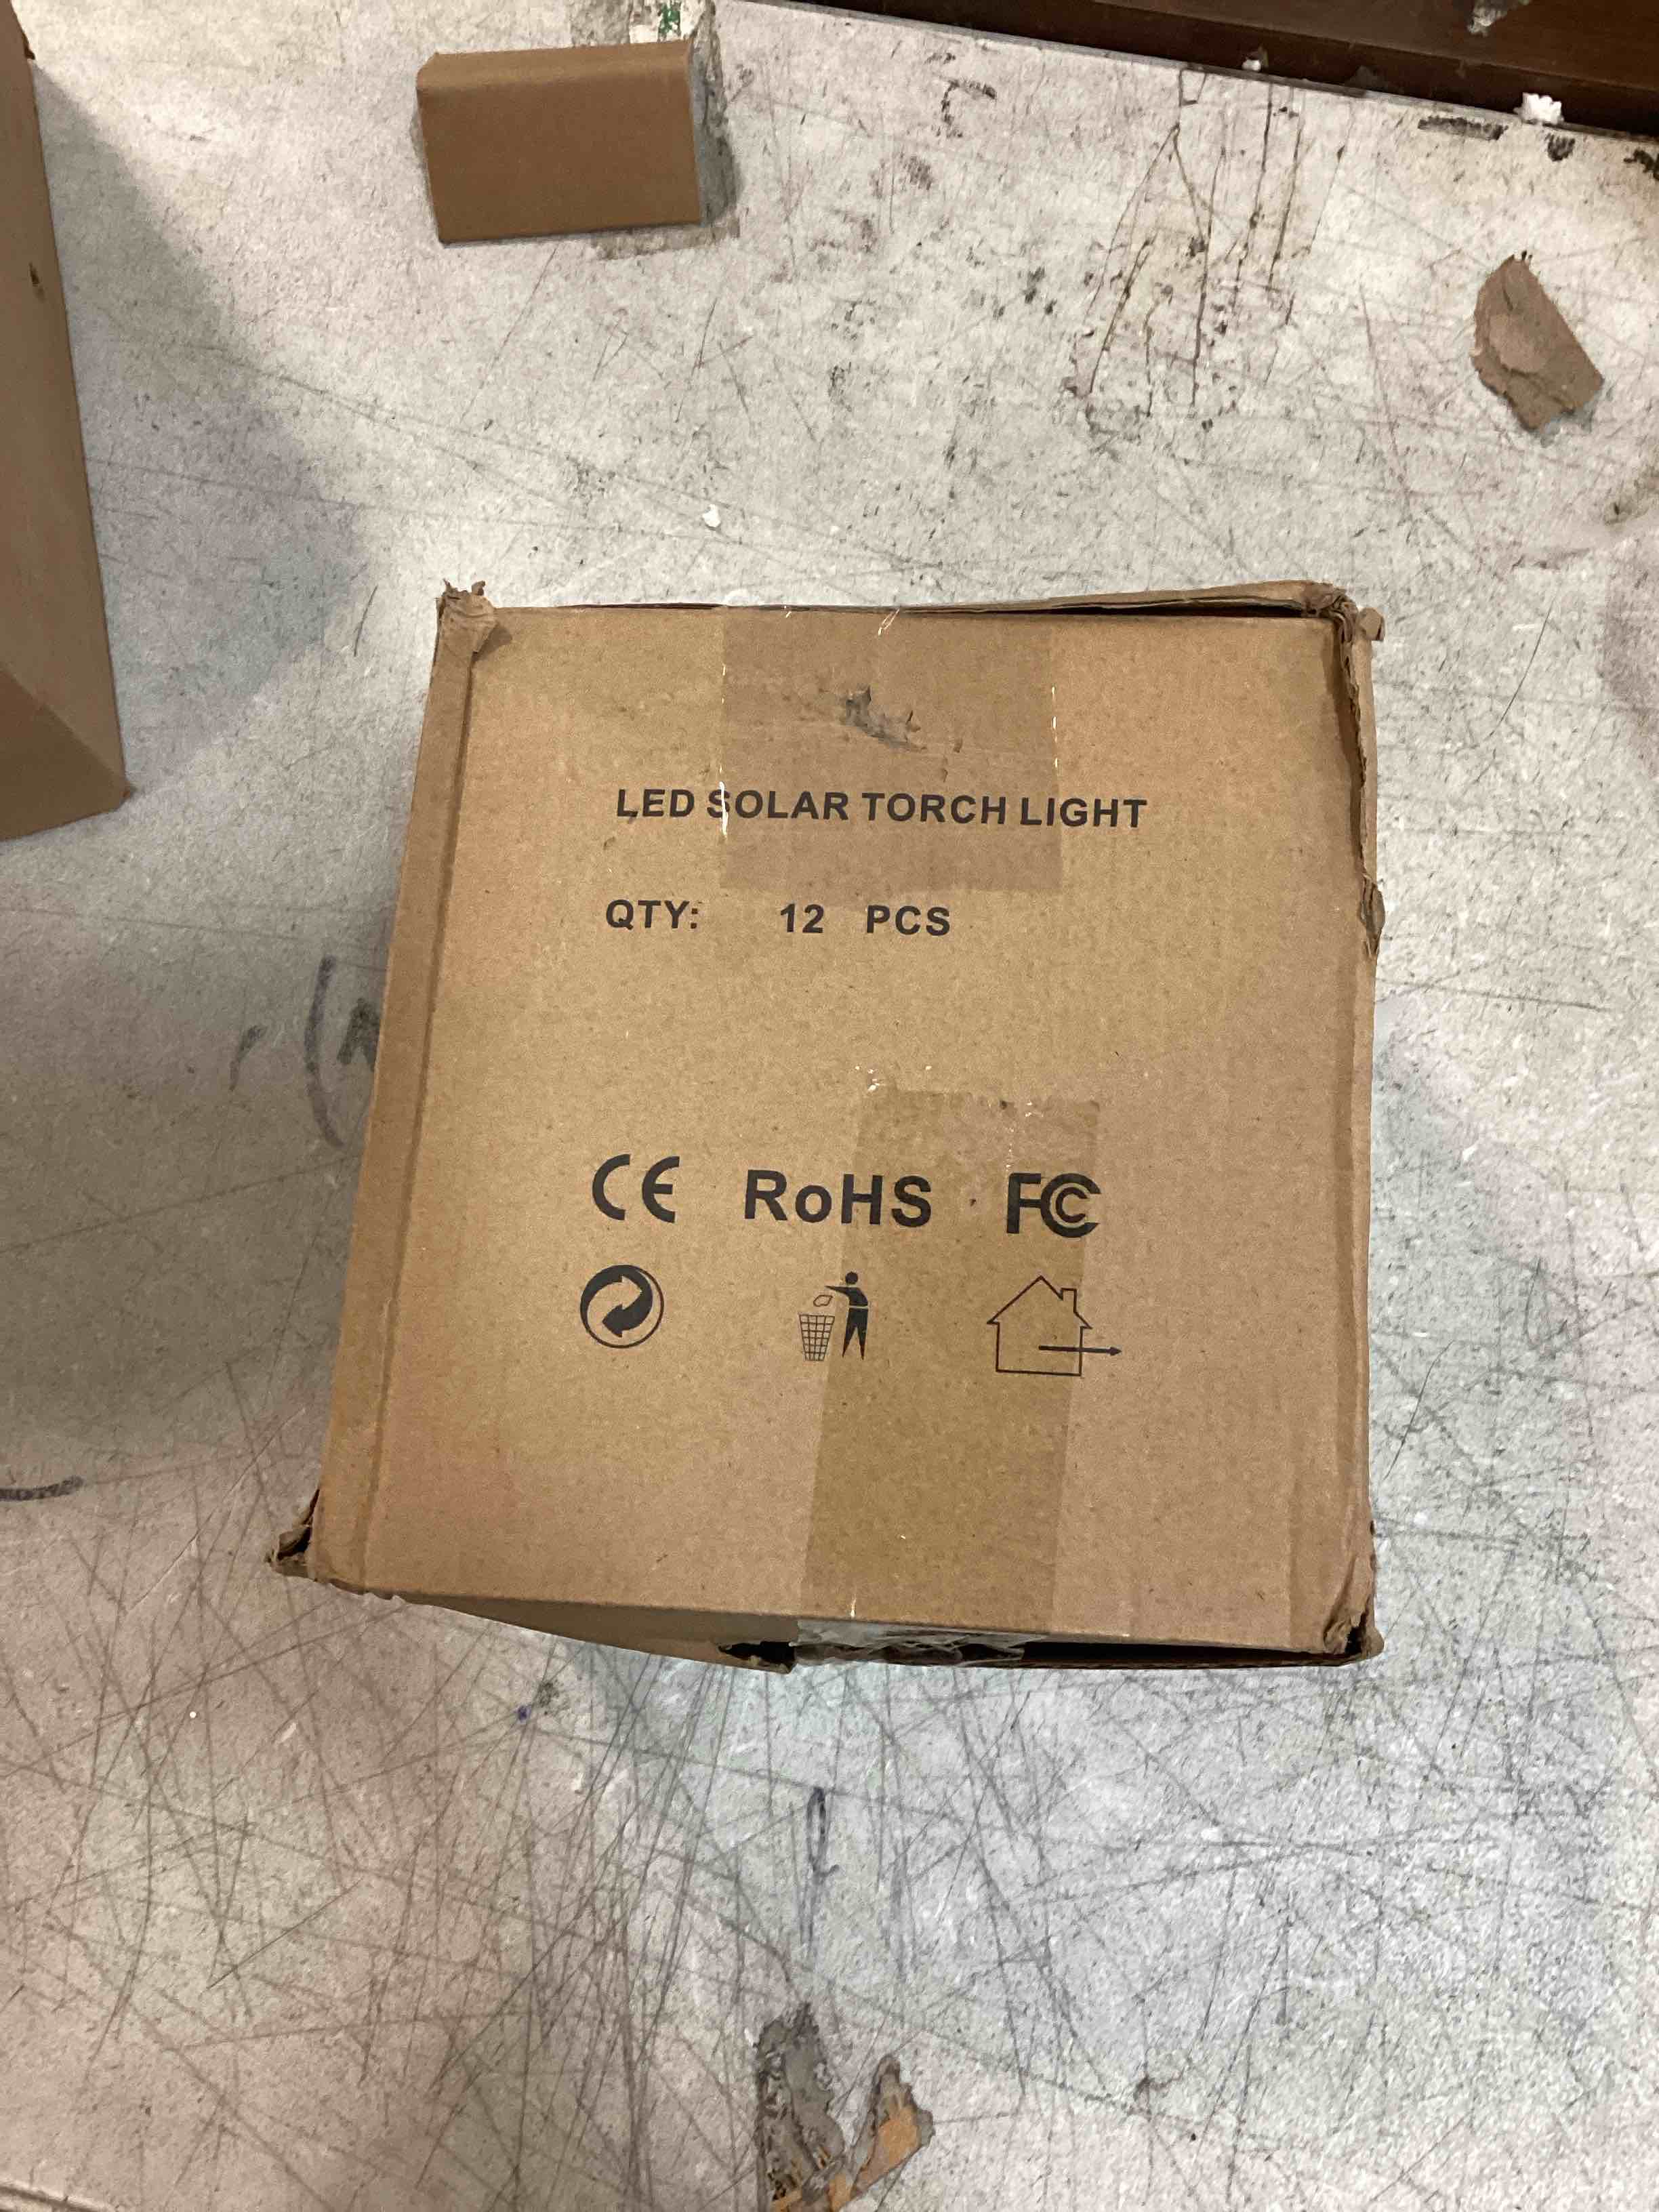 LED SOLAR TORCH LIGHT
QTY: 12 PCS
CE RoHS FC